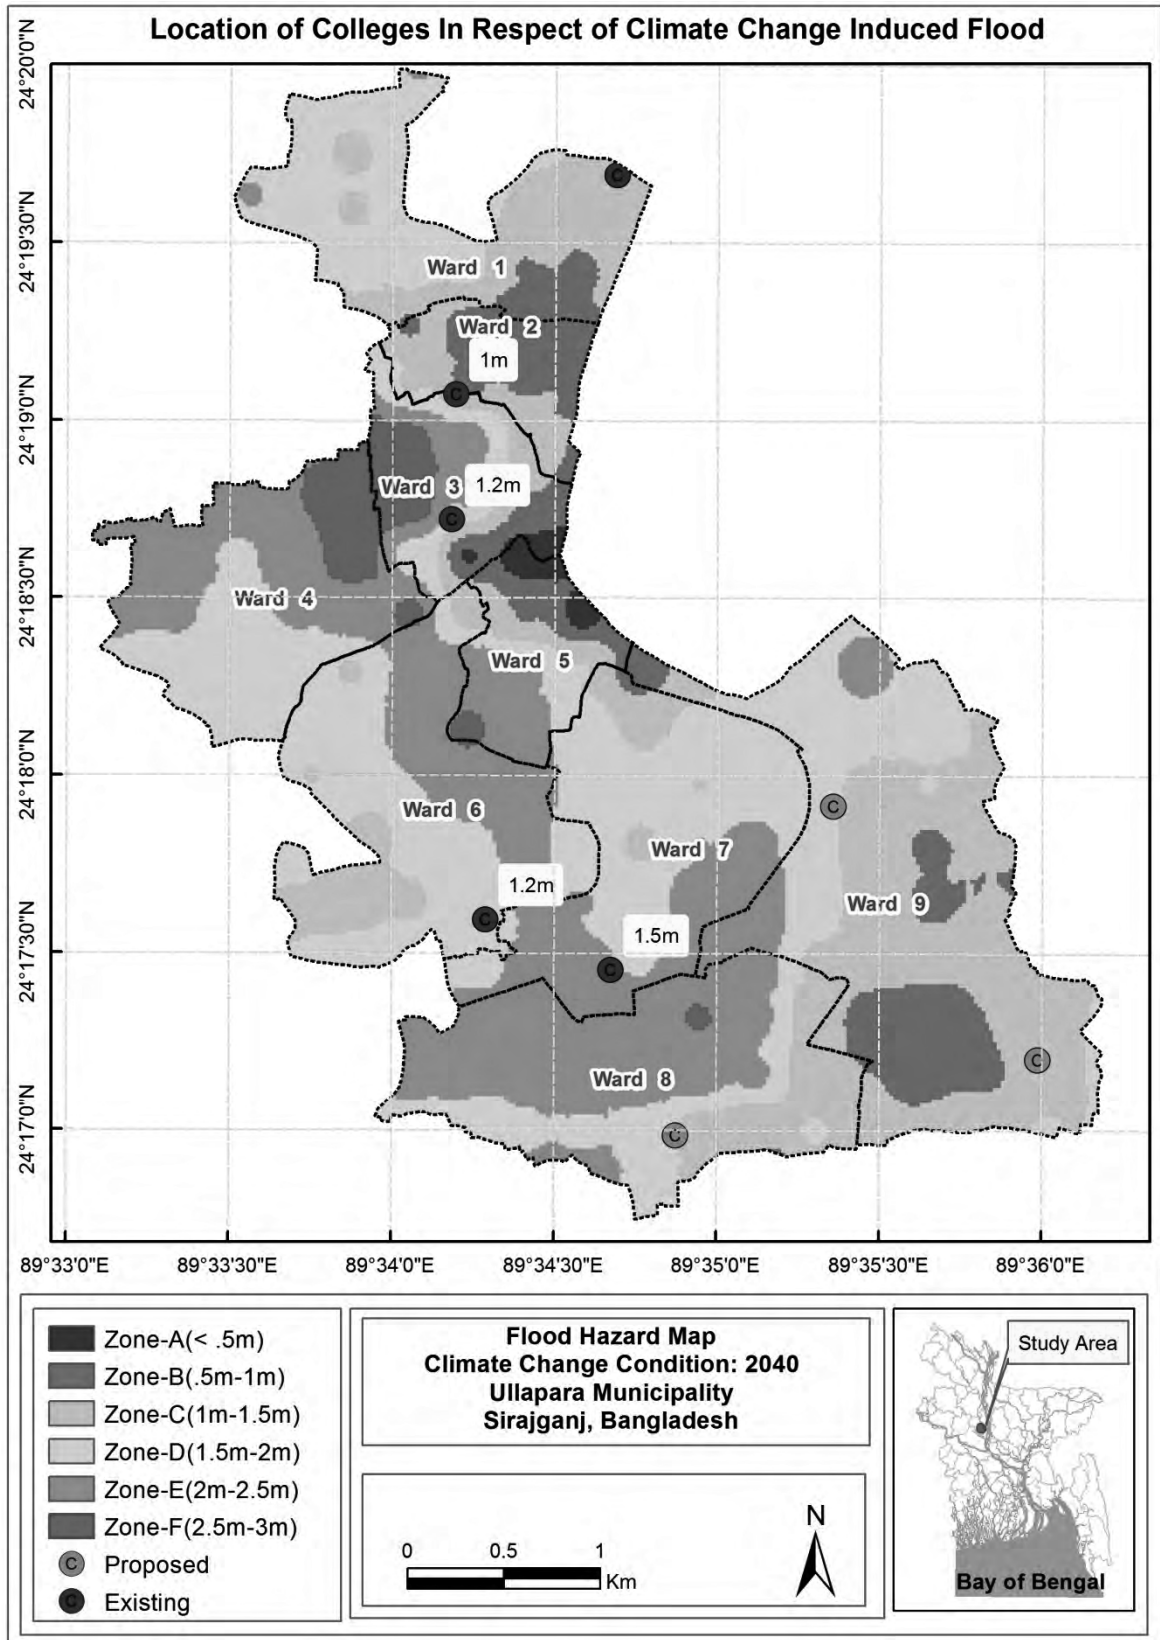 Location of Colleges In Respect of Climate Change Induced Flood
24°20'0"N
24°19'30"N
24°19'0"N
24°18'30"N
24°18'0"N
24°17'30"N
24°17'0"N
C
Ward 1
Ward 2
1m
C
Ward 3
1.2m
C
Ward 4
Ward 5
Ward 6
C
Ward 7
1.2m
Ward 9
C
1.5m
C
C
Ward 8
C
89°33'0"E
89°33'30"E
89°34'0"E
89°34'30"E
89°35'0"E
89°35'30"E
89°36'0"E
Zone-A(< .5m)
Zone-B(.5m-1m)
Zone-C(1m-1.5m)
Zone-D(1.5m-2m)
Zone-E(2m-2.5m)
Zone-F(2.5m-3m)
C Proposed
C Existing
Flood Hazard Map
Climate Change Condition: 2040
Ullapara Municipality
Sirajganj, Bangladesh
0 0.5 1
Km
N
Study Area
Bay of Bengal